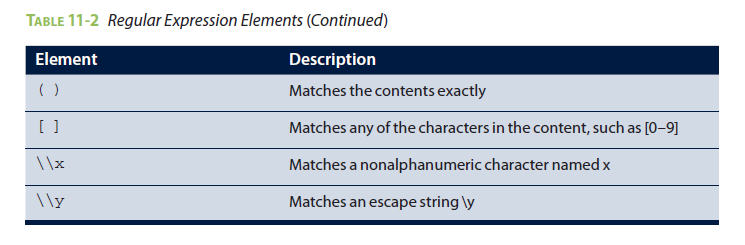 TABLE 11-2 Regular Expression Elements (Continued)
Element Description
( ) Matches the contents exactly
[ ] Matches any of the characters in the content, such as [0–9]
\\x Matches a nonalphanumeric character named x
\\y Matches an escape string \y